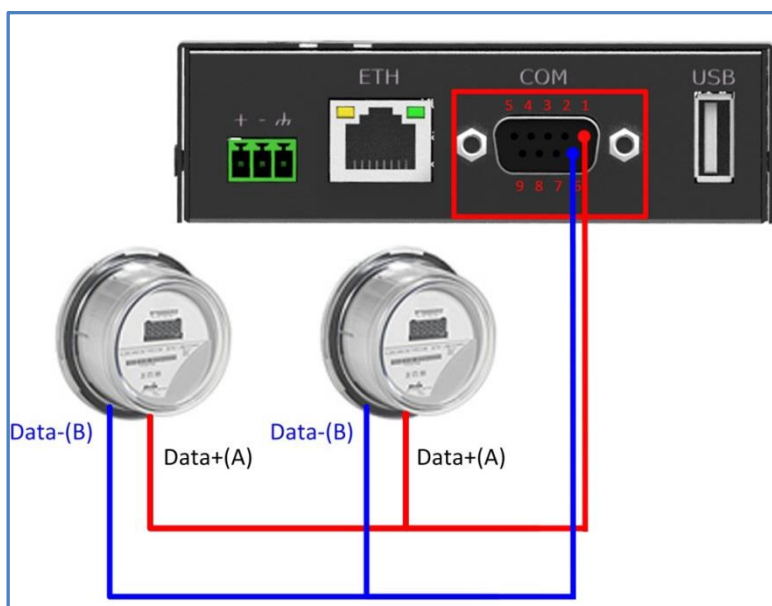 ETH
COM
USB
+ - 
5 4 3 2 1
9 8 7 6
Data-(B)
Data+(A)
Data-(B)
Data+(A)